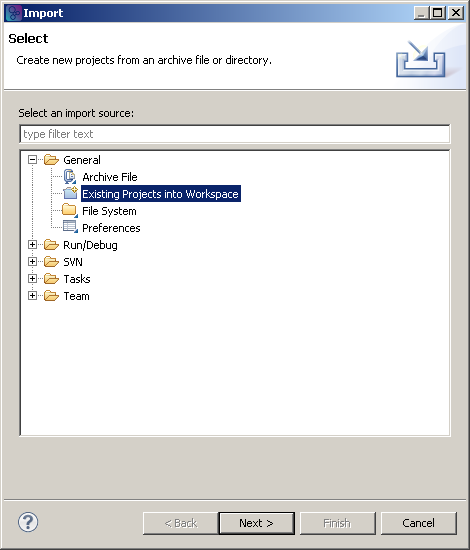 Import
Select
Create new projects from an archive file or directory.
Select an import source:
type filter text
General
Archive File
Existing Projects into Workspace
File System
Preferences
Run/Debug
SVN
Tasks
Team
? < Back Next > Finish Cancel